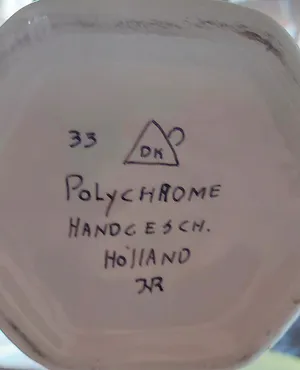 33 DK
POLYCHROME
HANDGESCH.
HOLLAND